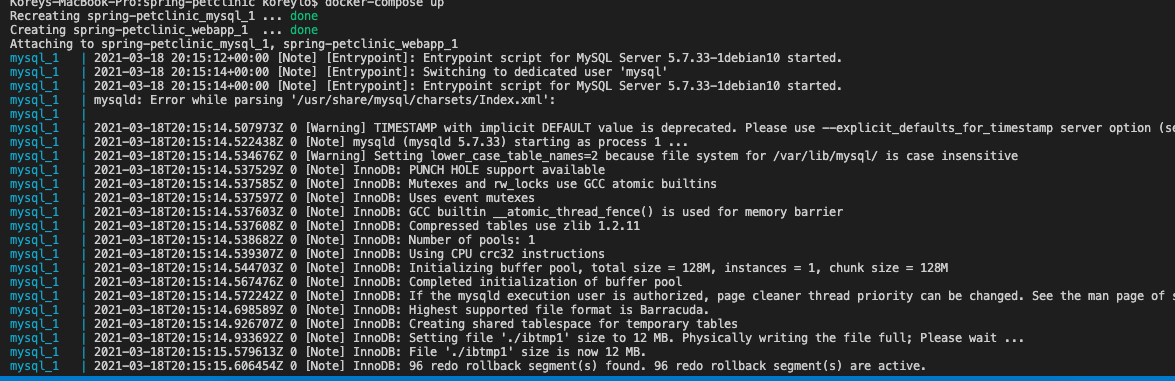 Koreys-MacBook-Pro:spring-petclinic koreylo$ docker-compose up
Recreating spring-petclinic_mysql_1 ... done
Creating spring-petclinic_webapp_1 ... done
Attaching to spring-petclinic_mysql_1, spring-petclinic_webapp_1
mysql_1 | 2021-03-18 20:15:12+00:00 [Note] [Entrypoint]: Entrypoint script for MySQL Server 5.7.33-1debian10 started.
mysql_1 | 2021-03-18 20:15:14+00:00 [Note] [Entrypoint]: Switching to dedicated user 'mysql'
mysql_1 | 2021-03-18 20:15:14+00:00 [Note] [Entrypoint]: Entrypoint script for MySQL Server 5.7.33-1debian10 started.
mysql_1 | mysqld: Error while parsing '/usr/share/mysql/charsets/Index.xml':
mysql_1 |
mysql_1 | 2021-03-18T20:15:14.507973Z 0 [Warning] TIMESTAMP with implicit DEFAULT value is deprecated. Please use --explicit_defaults_for_timestamp server option (se
mysql_1 | 2021-03-18T20:15:14.522438Z 0 [Note] mysqld (mysqld 5.7.33) starting as process 1 ...
mysql_1 | 2021-03-18T20:15:14.534676Z 0 [Warning] Setting lower_case_table_names=2 because file system for /var/lib/mysql/ is case insensitive
mysql_1 | 2021-03-18T20:15:14.537529Z 0 [Note] InnoDB: PUNCH HOLE support available
mysql_1 | 2021-03-18T20:15:14.537585Z 0 [Note] InnoDB: Mutexes and rw_locks use GCC atomic builtins
mysql_1 | 2021-03-18T20:15:14.537597Z 0 [Note] InnoDB: Uses event mutexes
mysql_1 | 2021-03-18T20:15:14.537603Z 0 [Note] InnoDB: GCC builtin __atomic_thread_fence() is used for memory barrier
mysql_1 | 2021-03-18T20:15:14.537608Z 0 [Note] InnoDB: Compressed tables use zlib 1.2.11
mysql_1 | 2021-03-18T20:15:14.538682Z 0 [Note] InnoDB: Number of pools: 1
mysql_1 | 2021-03-18T20:15:14.539307Z 0 [Note] InnoDB: Using CPU crc32 instructions
mysql_1 | 2021-03-18T20:15:14.544703Z 0 [Note] InnoDB: Initializing buffer pool, total size = 128M, instances = 1, chunk size = 128M
mysql_1 | 2021-03-18T20:15:14.567476Z 0 [Note] InnoDB: Completed initialization of buffer pool
mysql_1 | 2021-03-18T20:15:14.572242Z 0 [Note] InnoDB: If the mysqld execution user is authorized, page cleaner thread priority can be changed. See the man page of s
mysql_1 | 2021-03-18T20:15:14.698589Z 0 [Note] InnoDB: Highest supported file format is Barracuda.
mysql_1 | 2021-03-18T20:15:14.926707Z 0 [Note] InnoDB: Creating shared tablespace for temporary tables
mysql_1 | 2021-03-18T20:15:14.933692Z 0 [Note] InnoDB: Setting file './ibtmp1' size to 12 MB. Physically writing the file full; Please wait ...
mysql_1 | 2021-03-18T20:15:15.579613Z 0 [Note] InnoDB: File './ibtmp1' size is now 12 MB.
mysql_1 | 2021-03-18T20:15:15.606454Z 0 [Note] InnoDB: 96 redo rollback segment(s) found. 96 redo rollback segment(s) are active.